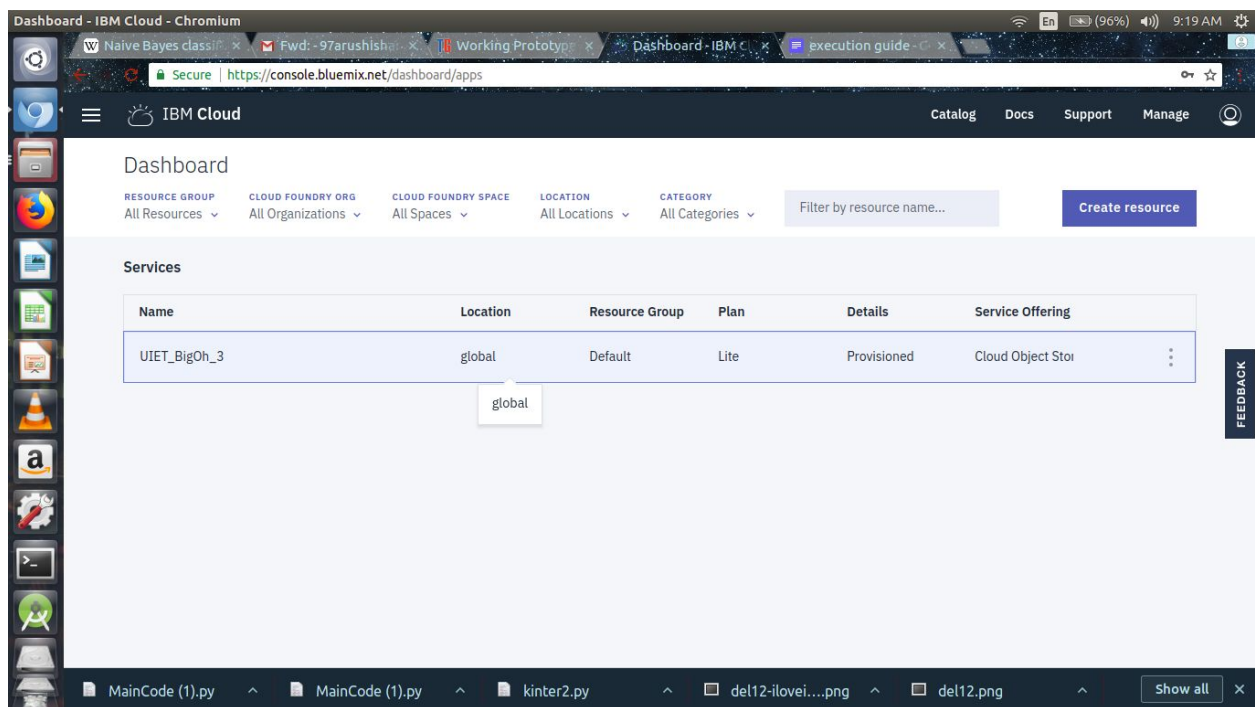 Dashboard - IBM Cloud - Chromium En (96%) 9:19 AM
W Naive Bayes classif Fwd: - 97arushisha Working Prototype Dashboard - IBM C execution guide - G
Secure https://console.bluemix.net/dashboard/apps
IBM Cloud Catalog Docs Support Manage
Dashboard
RESOURCE GROUP CLOUD FOUNDRY ORG CLOUD FOUNDRY SPACE LOCATION CATEGORY
All Resources All Organizations All Spaces All Locations All Categories Filter by resource name... Create resource
Services
Name Location Resource Group Plan Details Service Offering
UIET_BigOh_3 global Default Lite Provisioned Cloud Object Stor
global
FEEDBACK
a
>_
MainCode (1).py MainCode (1).py kinter2.py del12-ilovei....png del12.png Show all